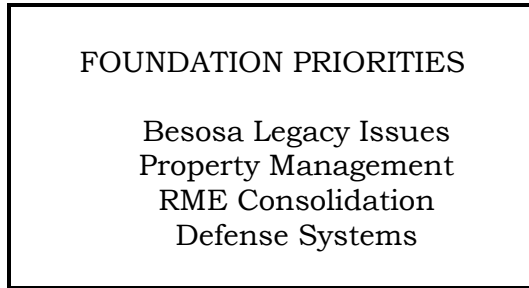 FOUNDATION PRIORITIES
Besosa Legacy Issues
Property Management
RME Consolidation
Defense Systems